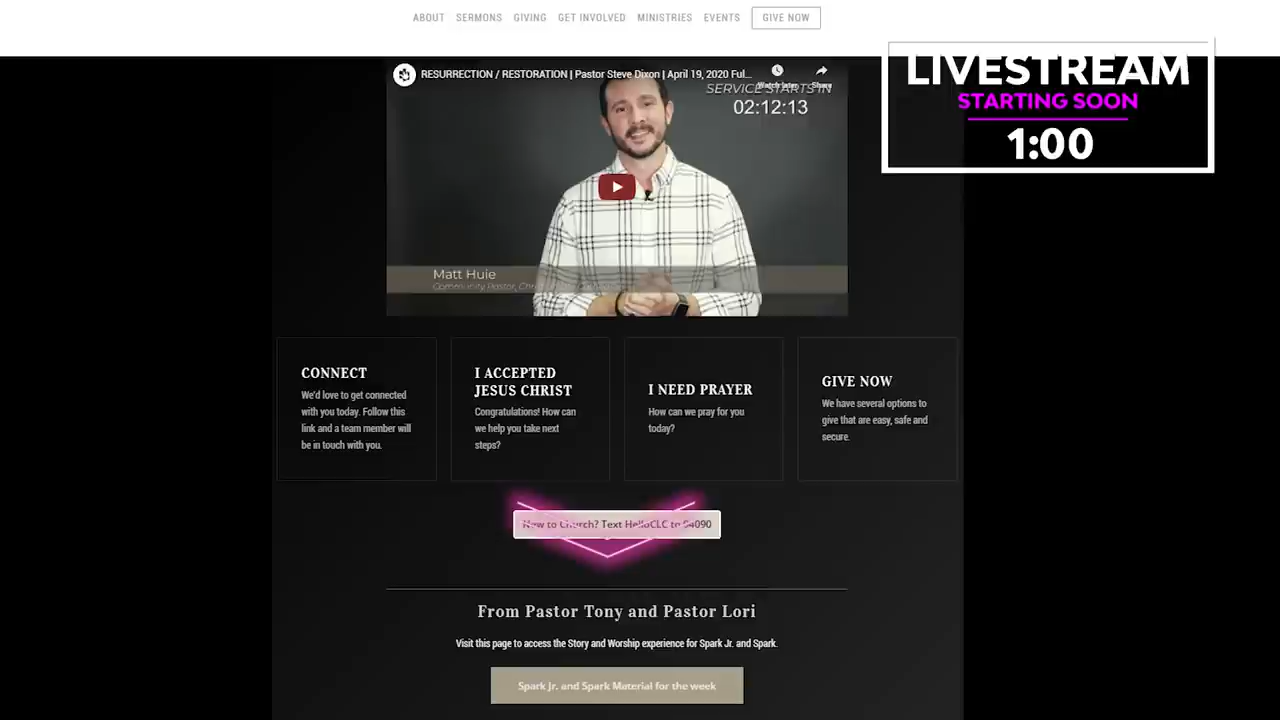 ABOUT SERMONS GIVING GET INVOLVED MINISTRIES EVENTS GIVE NOW
LIVESTREAM
STARTING SOON
1:00
RESURRECTION / RESTORATION | Pastor Steve Dixon | April 19, 2020 Ful...
Watch later Share
SERVICE STARTS IN
02:12:13
Matt Huie
Community Pastor,
CONNECT
We'd love to get connected
with you today. Follow this
link and a team member will
be in touch with you.
I ACCEPTED
JESUS CHRIST
Congratulations! How can
we help you take next
steps?
I NEED PRAYER
How can we pray for you
today?
GIVE NOW
We have several options to
give that are easy, safe and
secure.
New to Church? Text HelloCLC to 94090
From Pastor Tony and Pastor Lori
Visit this page to access the Story and Worship experience for Spark Jr. and Spark.
Spark Jr. and Spark Material for the week